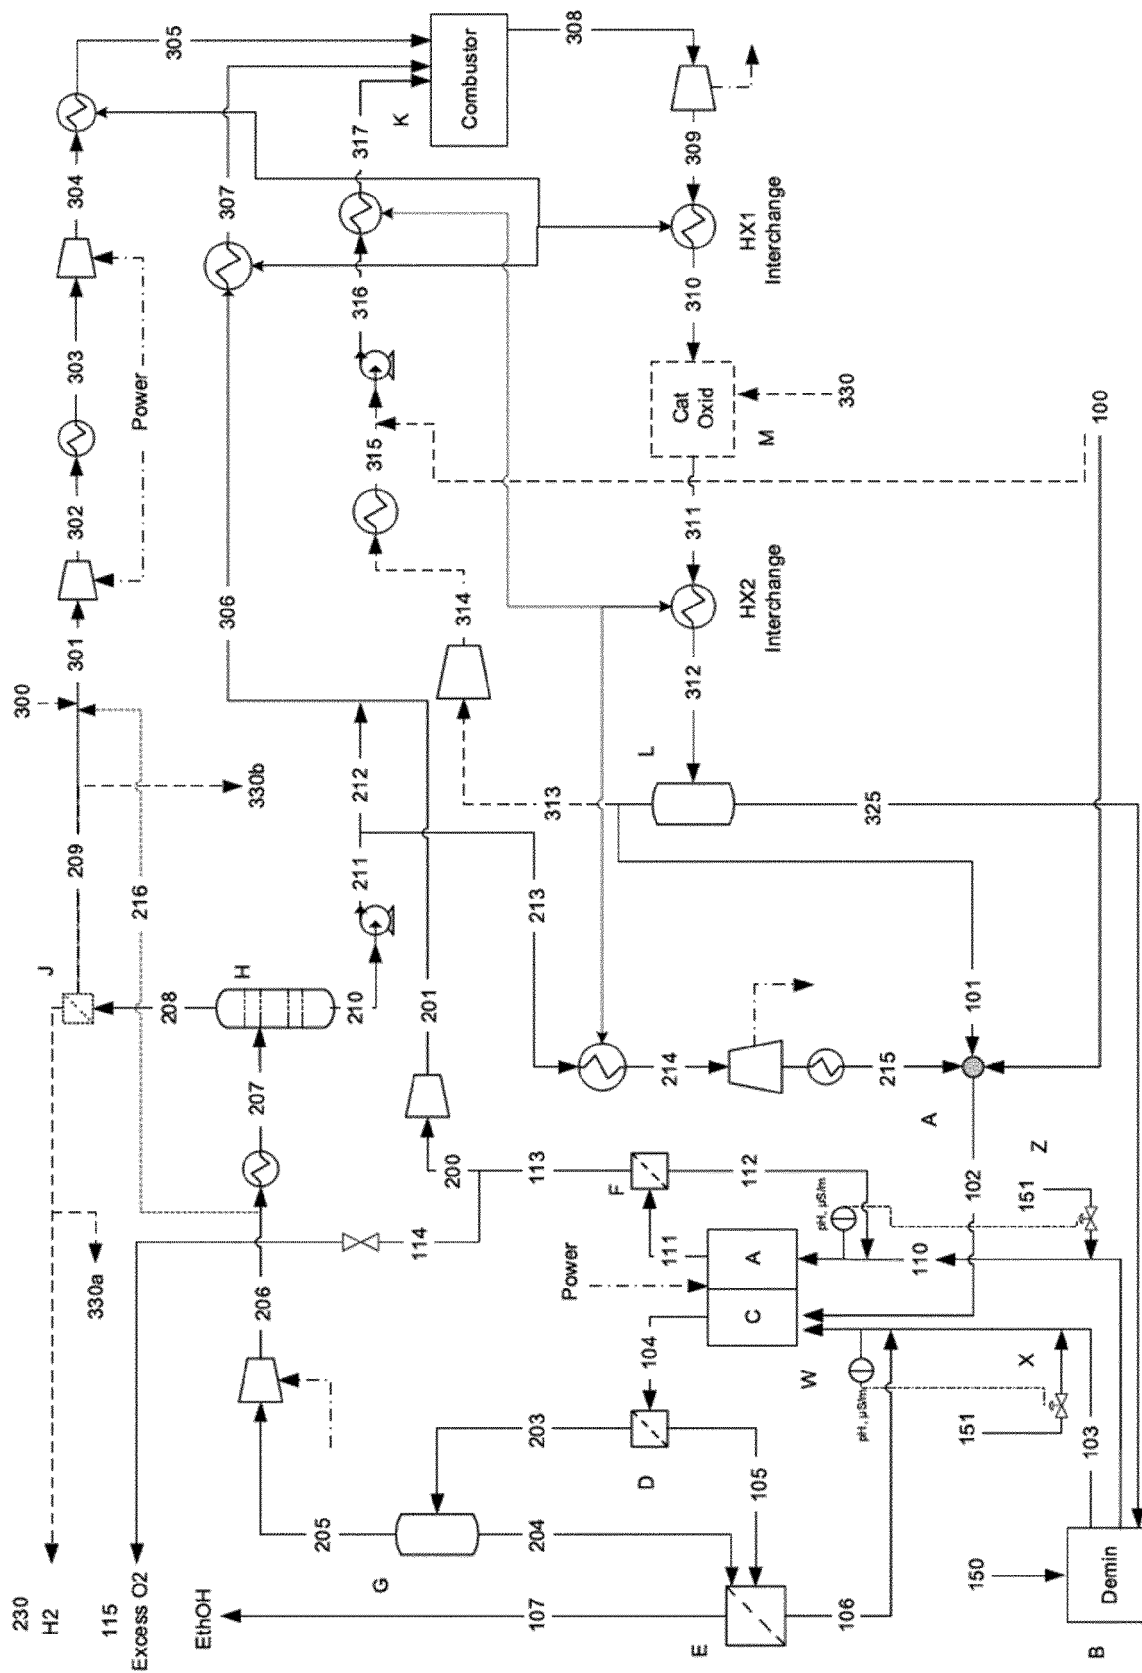 230
H2
115
Excess O2
EthOH
330a
216
J
209
330b
300
301
302
303
304
305
Power
208
H
207
206
205
G
204
203
107
E
106
105
D
104
C
A
Power
111
F
113
114
112
200
201
210
211
212
213
306
307
313
314
315
316
317
K
Combustor
308
309
HX1
Interchange
310
Cat
Oxid
M
330
311
HX2
Interchange
312
L
325
214
215
101
A
102
100
Z
151
110
pH, µS/m
W
pH, µS/m
X
151
103
150
Demin
B